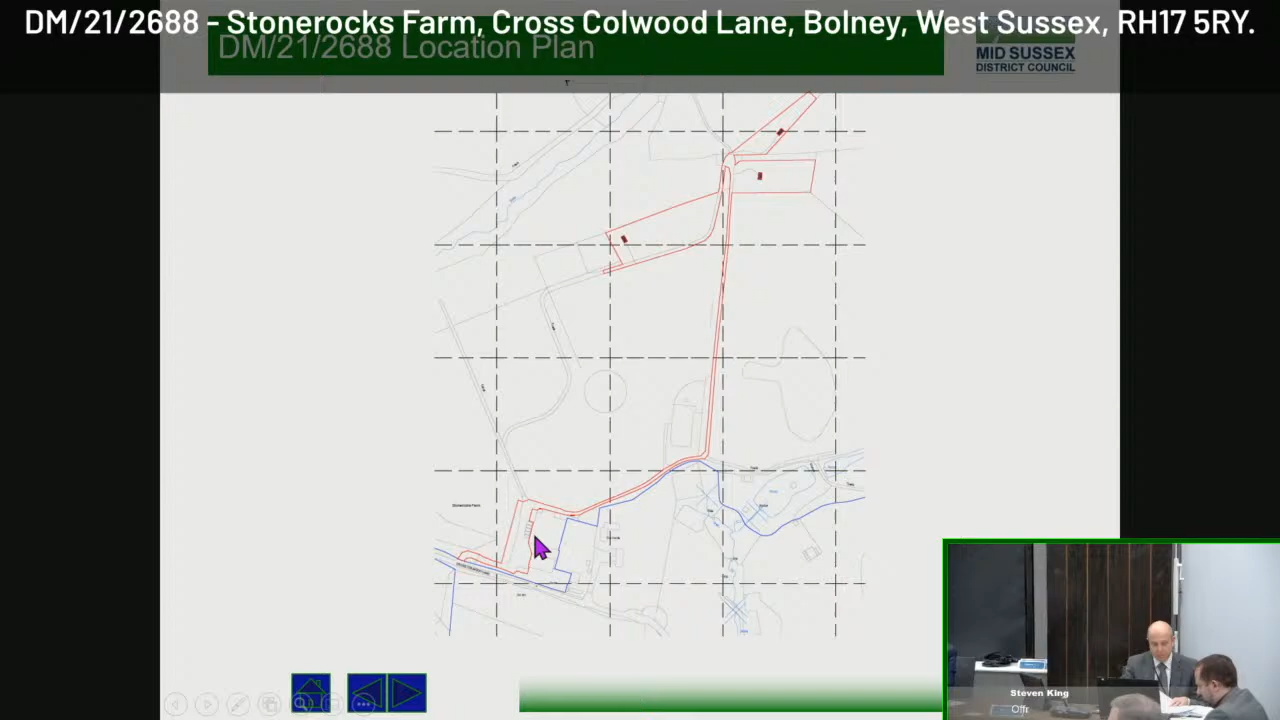 DM/21/2688 - Stonerocks Farm, Cross Colwood Lane, Bolney, West Sussex, RH17 5RY.
DM/21/2688 Location Plan
MID SUSSEX
DISTRICT COUNCIL
Stonerocks Farm
Steven King
Offr